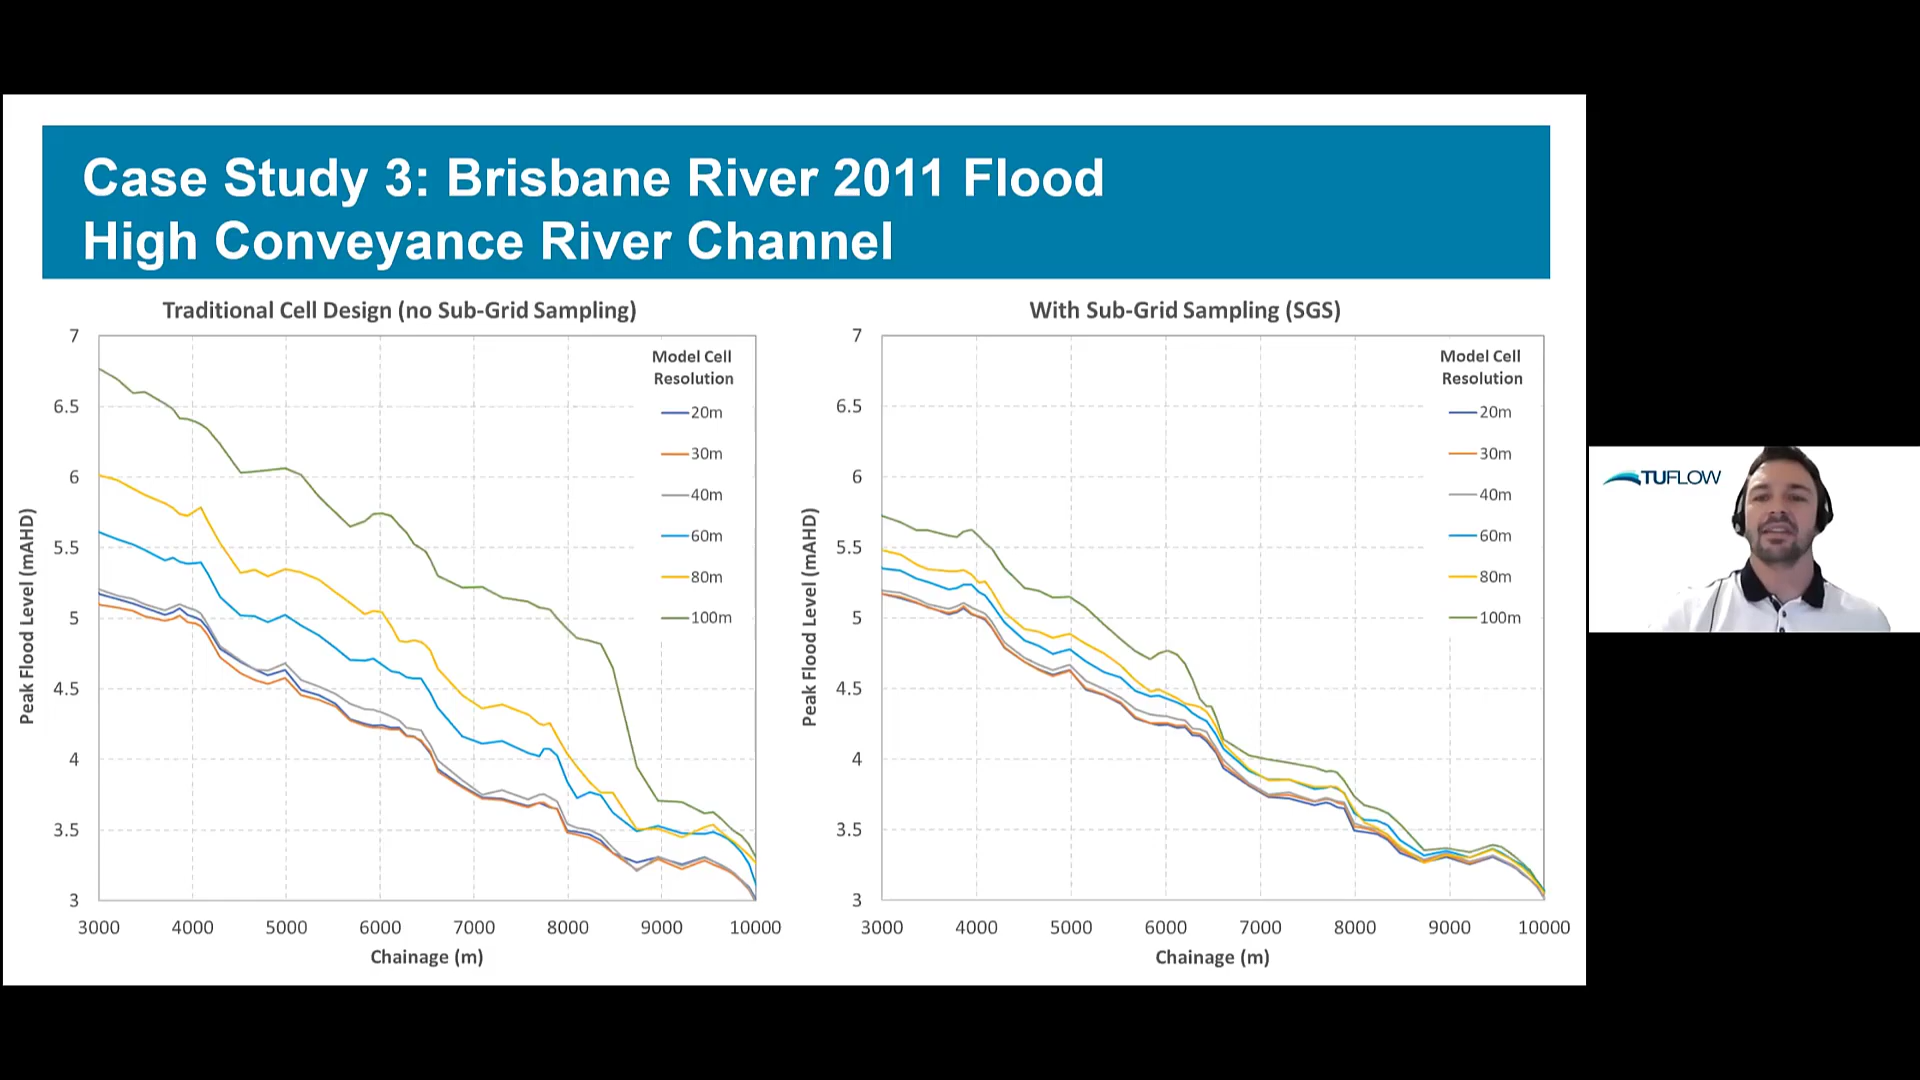 Case Study 3: Brisbane River 2011 Flood
High Conveyance River Channel
Traditional Cell Design (no Sub-Grid Sampling)
Peak Flood Level (mAHD)
7
6.5
6
5.5
5
4.5
4
3.5
3
Model Cell
Resolution
20m
30m
40m
60m
80m
100m
3000 4000 5000 6000 7000 8000 9000 10000
Chainage (m)
With Sub-Grid Sampling (SGS)
Peak Flood Level (mAHD)
7
6.5
6
5.5
5
4.5
4
3.5
3
Model Cell
Resolution
20m
30m
40m
60m
80m
100m
3000 4000 5000 6000 7000 8000 9000 10000
Chainage (m)
TUFLOW